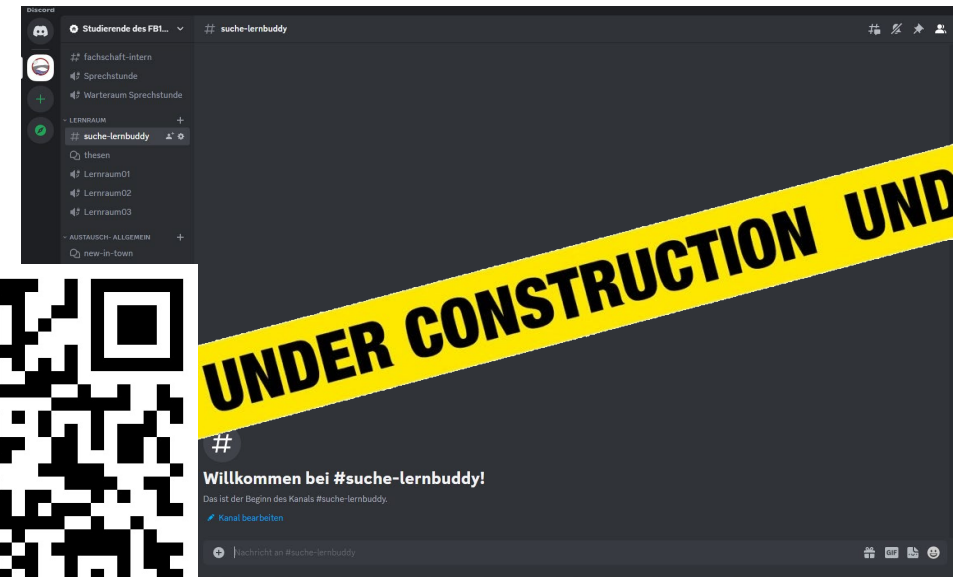 Discord
Studierende des FB1...
suche-lernbuddy
fachschaft-intern
Sprechstunde
Warteraum Sprechstunde
LERNRAUM
suche-lernbuddy
thesen
Lernraum01
Lernraum02
Lernraum03
AUSTAUSCH- ALLGEMEIN
new-in-town
UNDER CONSTRUCTION UND
#
Willkommen bei #suche-lernbuddy!
Das ist der Beginn des Kanals #suche-lernbuddy.
Kanal bearbeiten
Nachricht an #suche-lernbuddy
GIF